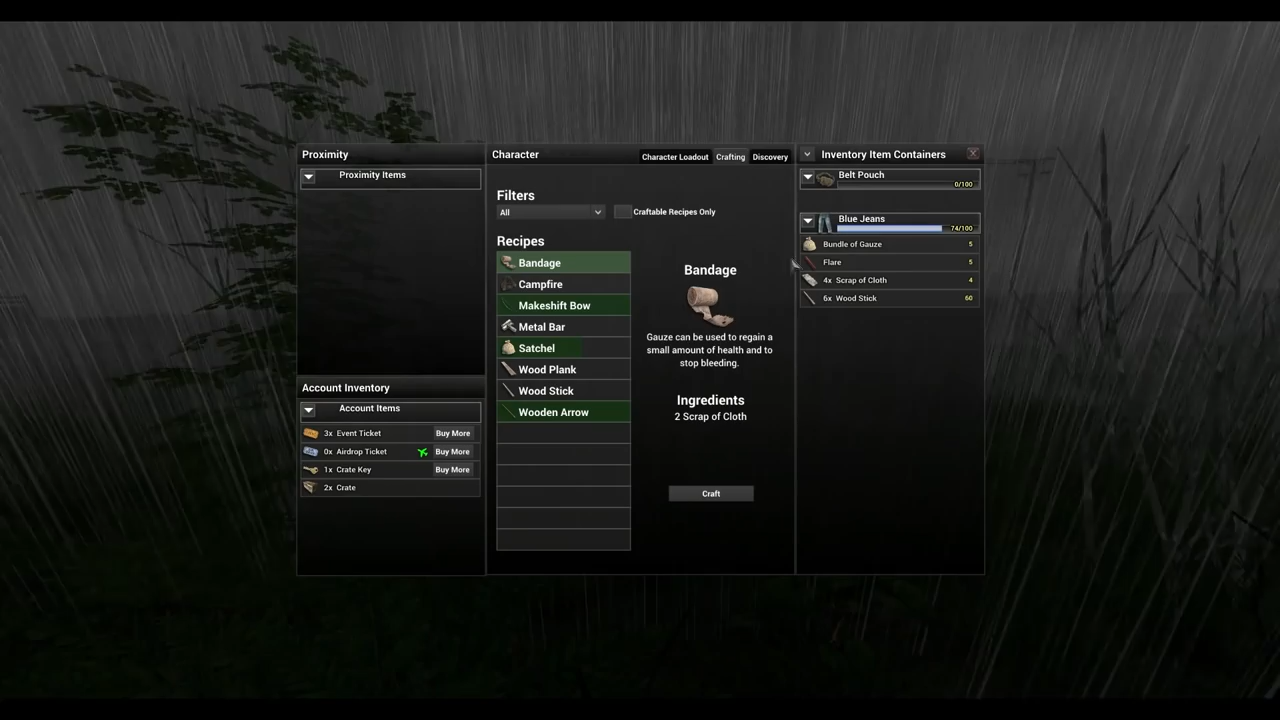 Proximity
Proximity Items
Account Inventory
Account Items
3x Event Ticket Buy More
0x Airdrop Ticket Buy More
1x Crate Key Buy More
2x Crate
Character
Character Loadout Crafting Discovery
Filters
All
Craftable Recipes Only
Recipes
Bandage
Campfire
Makeshift Bow
Metal Bar
Satchel
Wood Plank
Wood Stick
Wooden Arrow
Bandage
Gauze can be used to regain a
small amount of health and to
stop bleeding.
Ingredients
2 Scrap of Cloth
Craft
Inventory Item Containers
Belt Pouch
0/100
Blue Jeans
74/100
Bundle of Gauze 5
Flare 5
4x Scrap of Cloth 4
6x Wood Stick 60